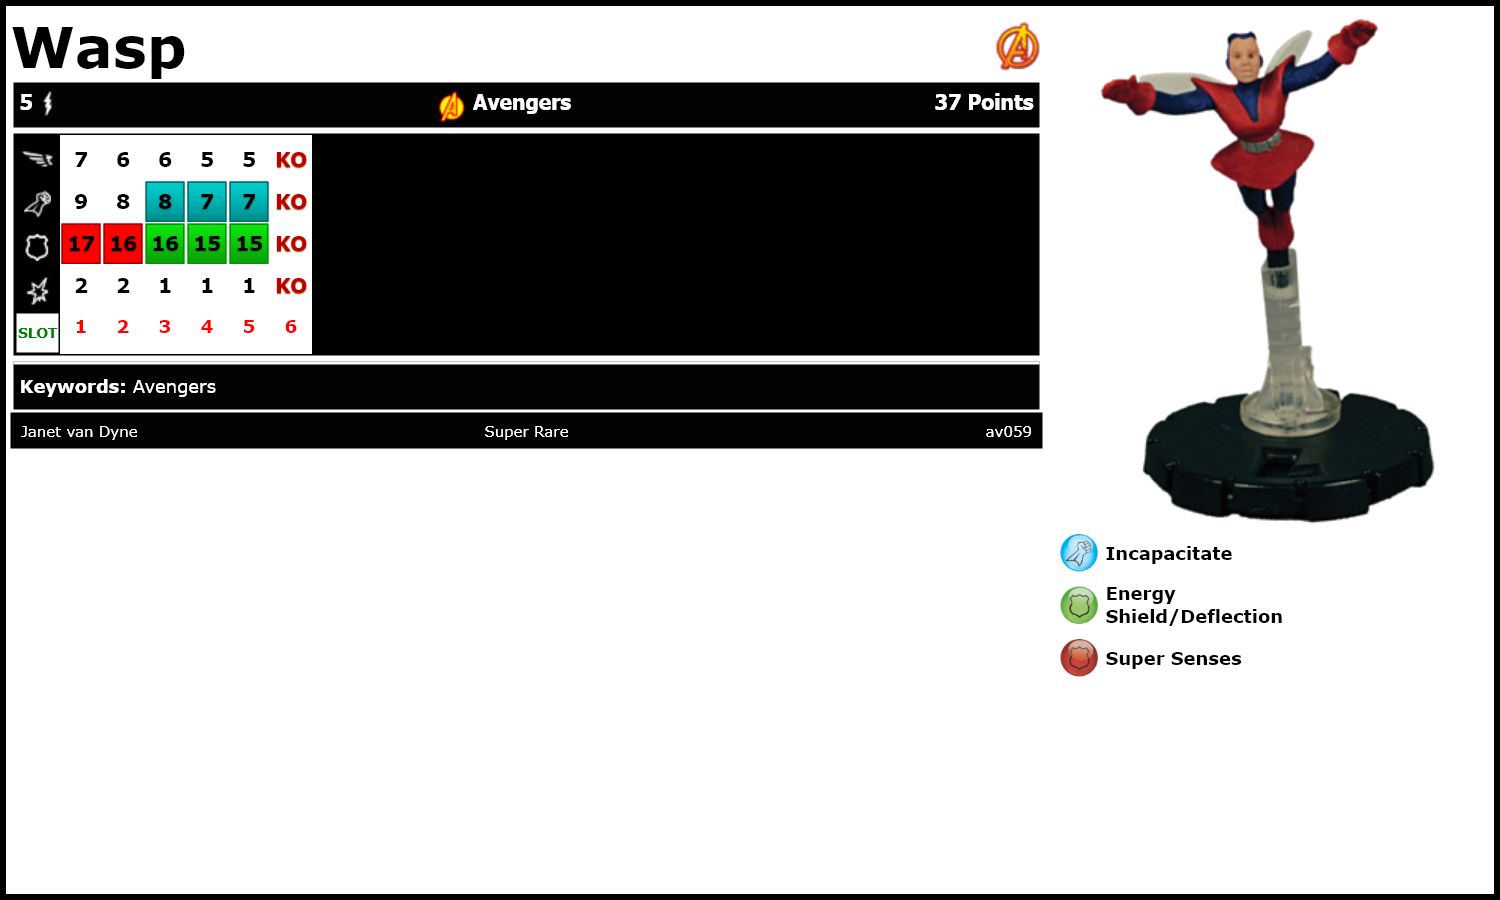 Wasp
5 Avengers 37 Points
7 6 6 5 5 KO
9 8 8 7 7 KO
17 16 16 15 15 KO
2 2 1 1 1 KO
SLOT 1 2 3 4 5 6
Keywords: Avengers
Janet van Dyne Super Rare av059
Incapacitate
Energy
Shield/Deflection
Super Senses